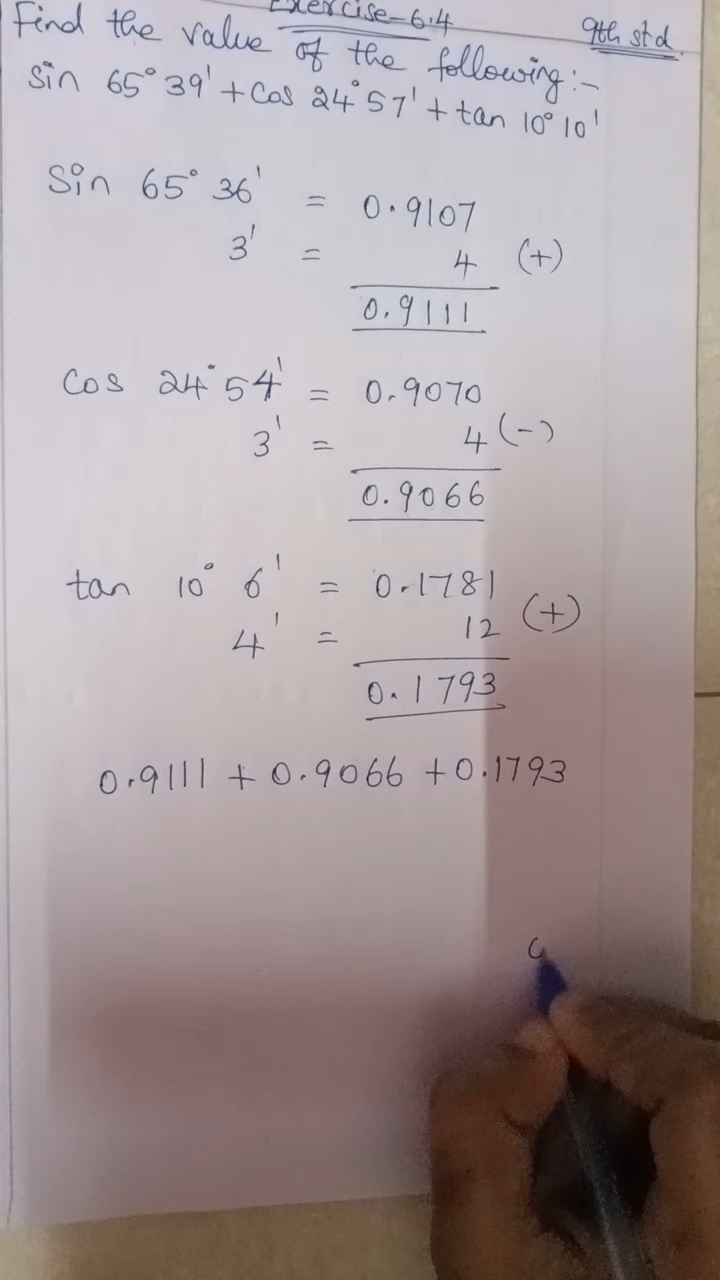 Exercise-6.4
9th std.
Find the value of the following:-
sin 65° 39' + cos 24° 57' + tan 10° 10'
Sin 65° 36' = 0.9107
3' = 4 (+)
0.9111
cos 24° 54' = 0.9070
3' = 4 (-)
0.9066
tan 10° 6' = 0.1781
4' = 12 (+)
0.1793
0.9111 + 0.9066 + 0.1793